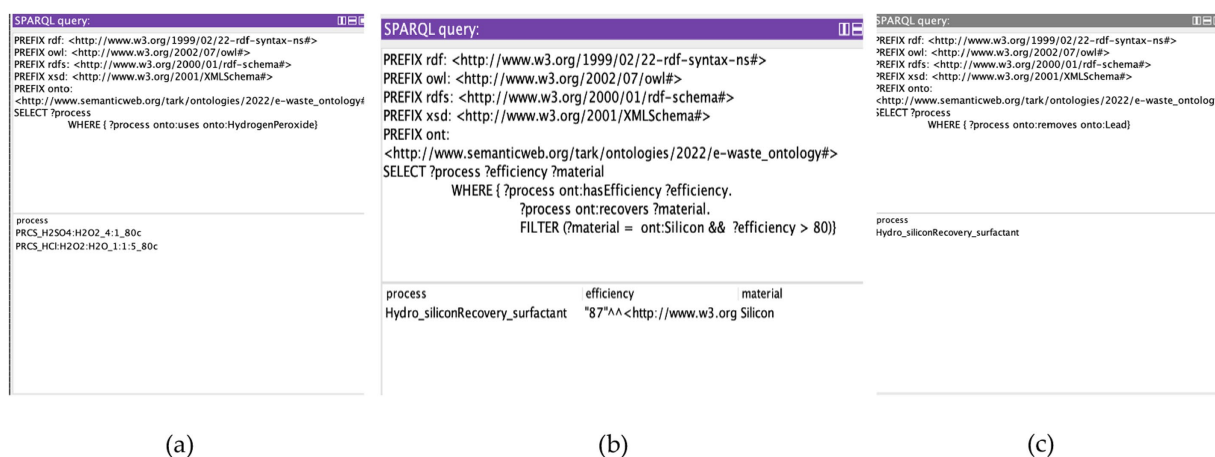 SPARQL query:
PREFIX rdf: <http://www.w3.org/1999/02/22-rdf-syntax-ns#>
PREFIX owl: <http://www.w3.org/2002/07/owl#>
PREFIX rdfs: <http://www.w3.org/2000/01/rdf-schema#>
PREFIX xsd: <http://www.w3.org/2001/XMLSchema#>
PREFIX onto:
<http://www.semanticweb.org/tark/ontologies/2022/e-waste_ontology#
SELECT ?process
WHERE { ?process onto:uses onto:HydrogenPeroxide}
process
PRCS_H2SO4:H2O2_4:1_80c
PRCS_HCl:H2O2:H2O_1:1:5_80c
(a)
SPARQL query:
PREFIX rdf: <http://www.w3.org/1999/02/22-rdf-syntax-ns#>
PREFIX owl: <http://www.w3.org/2002/07/owl#>
PREFIX rdfs: <http://www.w3.org/2000/01/rdf-schema#>
PREFIX xsd: <http://www.w3.org/2001/XMLSchema#>
PREFIX ont:
<http://www.semanticweb.org/tark/ontologies/2022/e-waste_ontology#>
SELECT ?process ?efficiency ?material
WHERE { ?process ont:hasEfficiency ?efficiency.
?process ont:recovers ?material.
FILTER (?material = ont:Silicon && ?efficiency > 80)}
process efficiency material
Hydro_siliconRecovery_surfactant "87"^^<http://www.w3.org Silicon
(b)
SPARQL query:
PREFIX rdf: <http://www.w3.org/1999/02/22-rdf-syntax-ns#>
PREFIX owl: <http://www.w3.org/2002/07/owl#>
PREFIX rdfs: <http://www.w3.org/2000/01/rdf-schema#>
PREFIX xsd: <http://www.w3.org/2001/XMLSchema#>
PREFIX onto:
<http://www.semanticweb.org/tark/ontologies/2022/e-waste_ontolog
SELECT ?process
WHERE { ?process onto:removes onto:Lead}
process
Hydro_siliconRecovery_surfactant
(c)